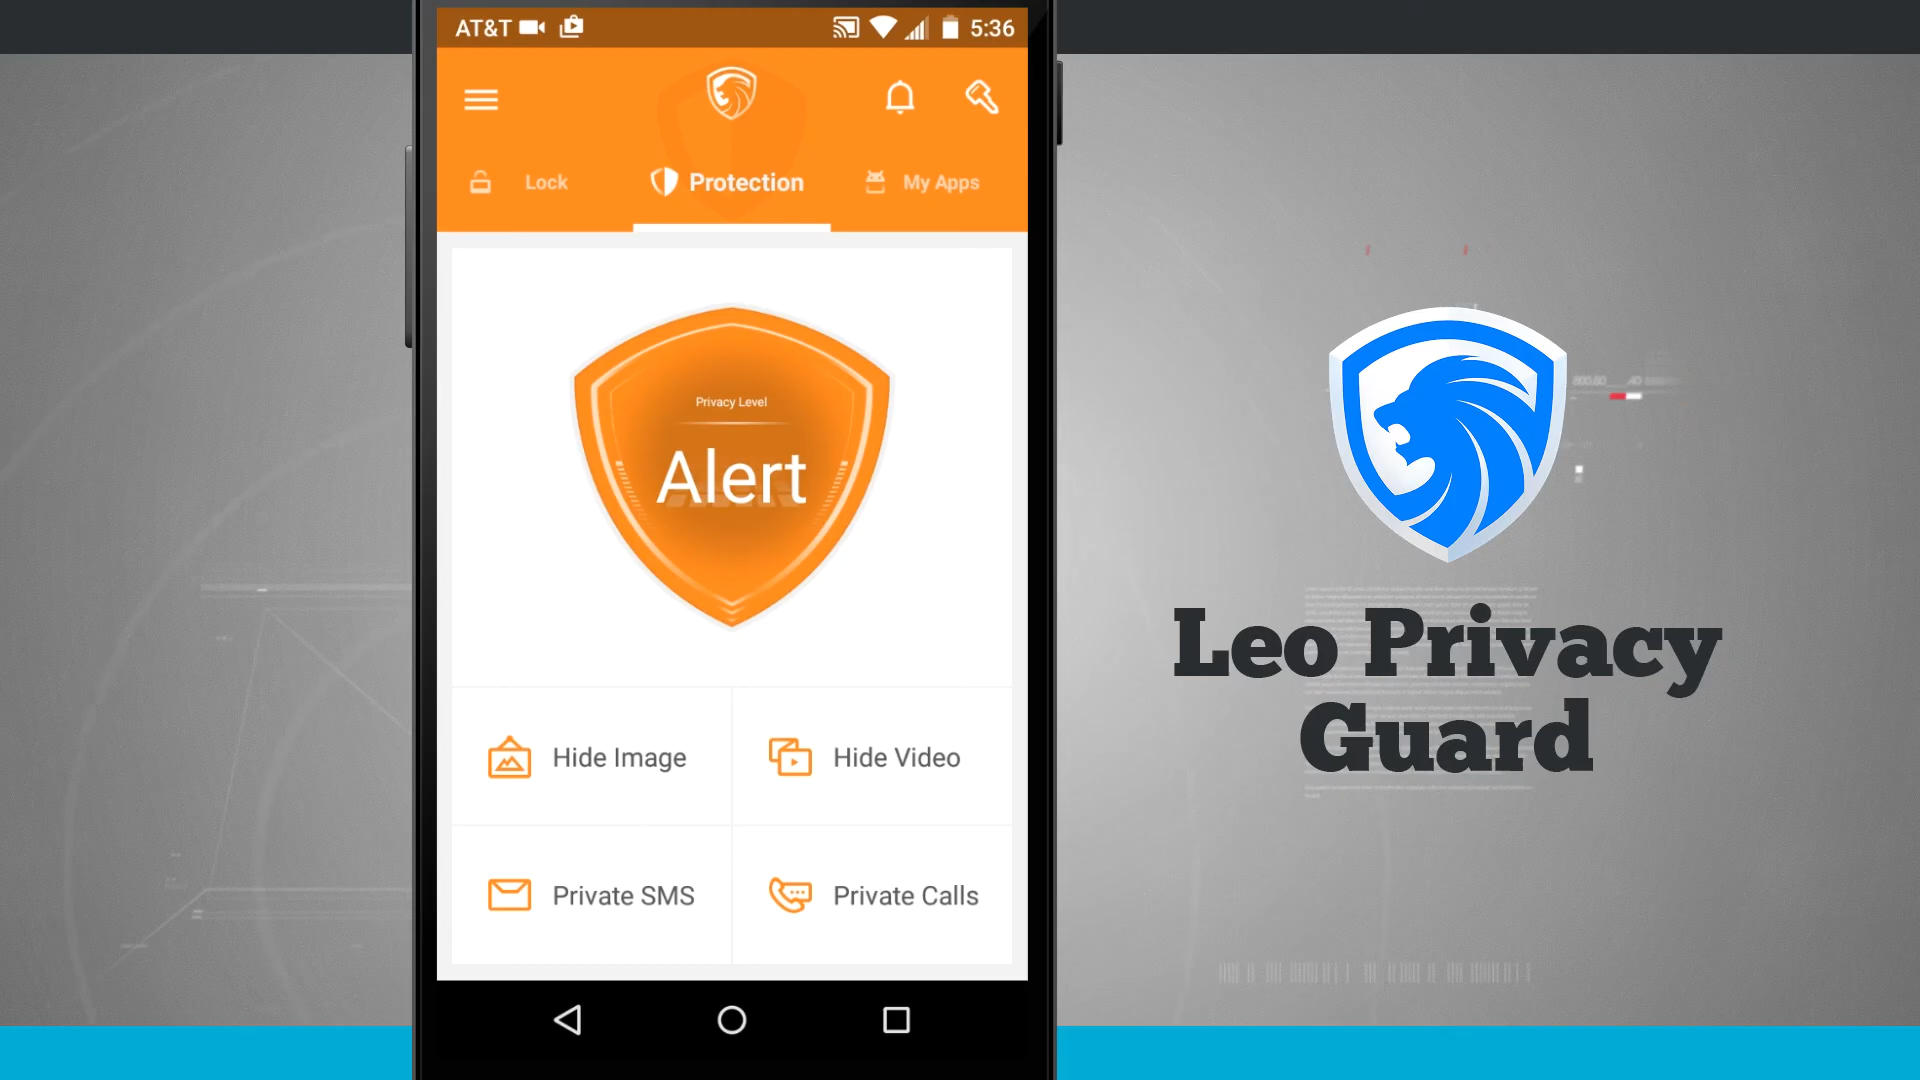 AT&T
5:36
Lock
Protection
My Apps
Privacy Level
Alert
Hide Image
Hide Video
Private SMS
Private Calls
Leo Privacy
Guard